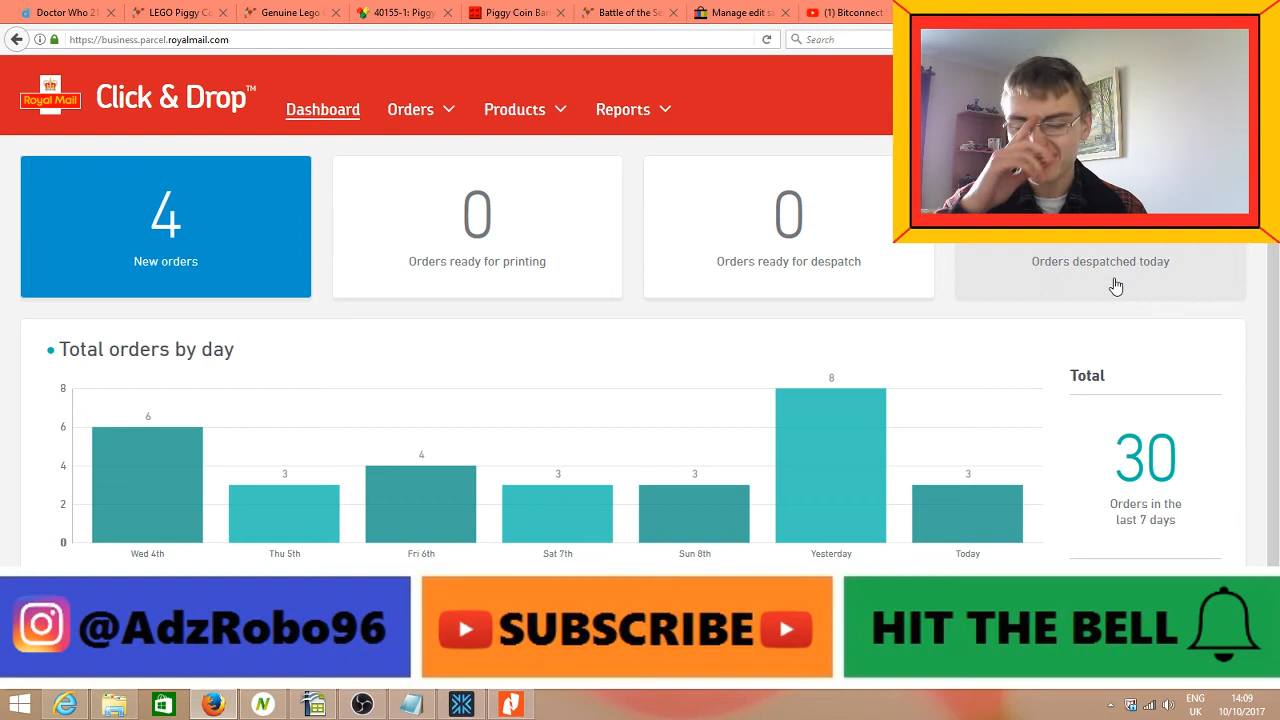 Doctor Who 21
LEGO Piggy C
Genuine Lego
40155-1: Piggy
Piggy Coin Ban
Battle of the Se
Manage edit sa
(1) Bitconnect
https://business.parcel.royalmail.com
Search
Royal Mail
Click & Drop™
Dashboard
Orders
Products
Reports
4
New orders
0
Orders ready for printing
0
Orders ready for despatch
Orders despatched today
Total orders by day
8
6
4
2
0
6
3
4
3
3
8
3
Wed 4th
Thu 5th
Fri 6th
Sat 7th
Sun 8th
Yesterday
Today
Total
30
Orders in the
last 7 days
@AdzRobo96
SUBSCRIBE
HIT THE BELL
ENG
UK
14:09
10/10/2017